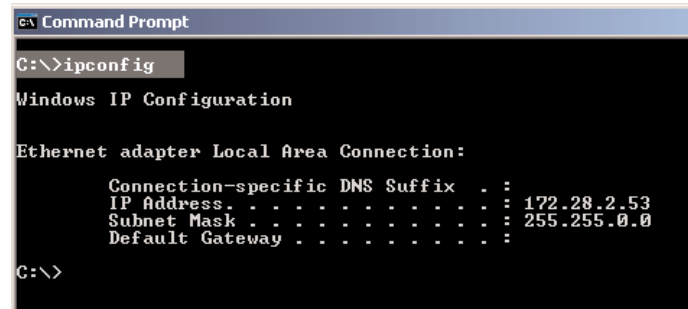 Command Prompt
C:\>ipconfig
Windows IP Configuration
Ethernet adapter Local Area Connection:
Connection-specific DNS Suffix . :
IP Address. . . . . . . . . . . . : 172.28.2.53
Subnet Mask . . . . . . . . . . . : 255.255.0.0
Default Gateway . . . . . . . . . :
C:\>